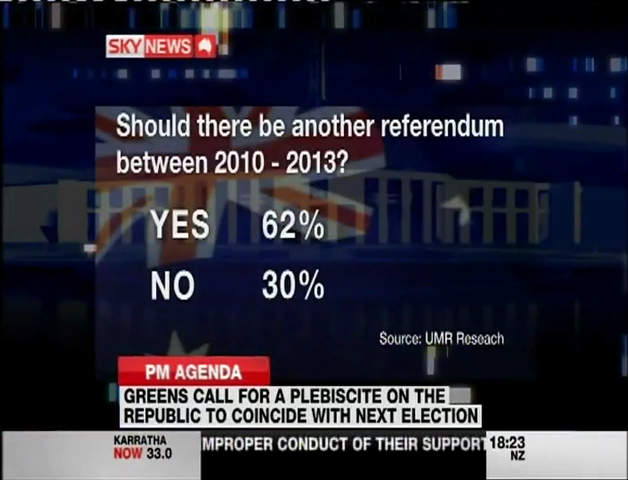 SKY NEWS
Should there be another referendum
between 2010 - 2013?
YES 62%
NO 30%
Source: UMR Reseach
PM AGENDA
GREENS CALL FOR A PLEBISCITE ON THE
REPUBLIC TO COINCIDE WITH NEXT ELECTION
KARRATHA
NOW 33.0
MPROPER CONDUCT OF THEIR SUPPORT
18:23
NZ